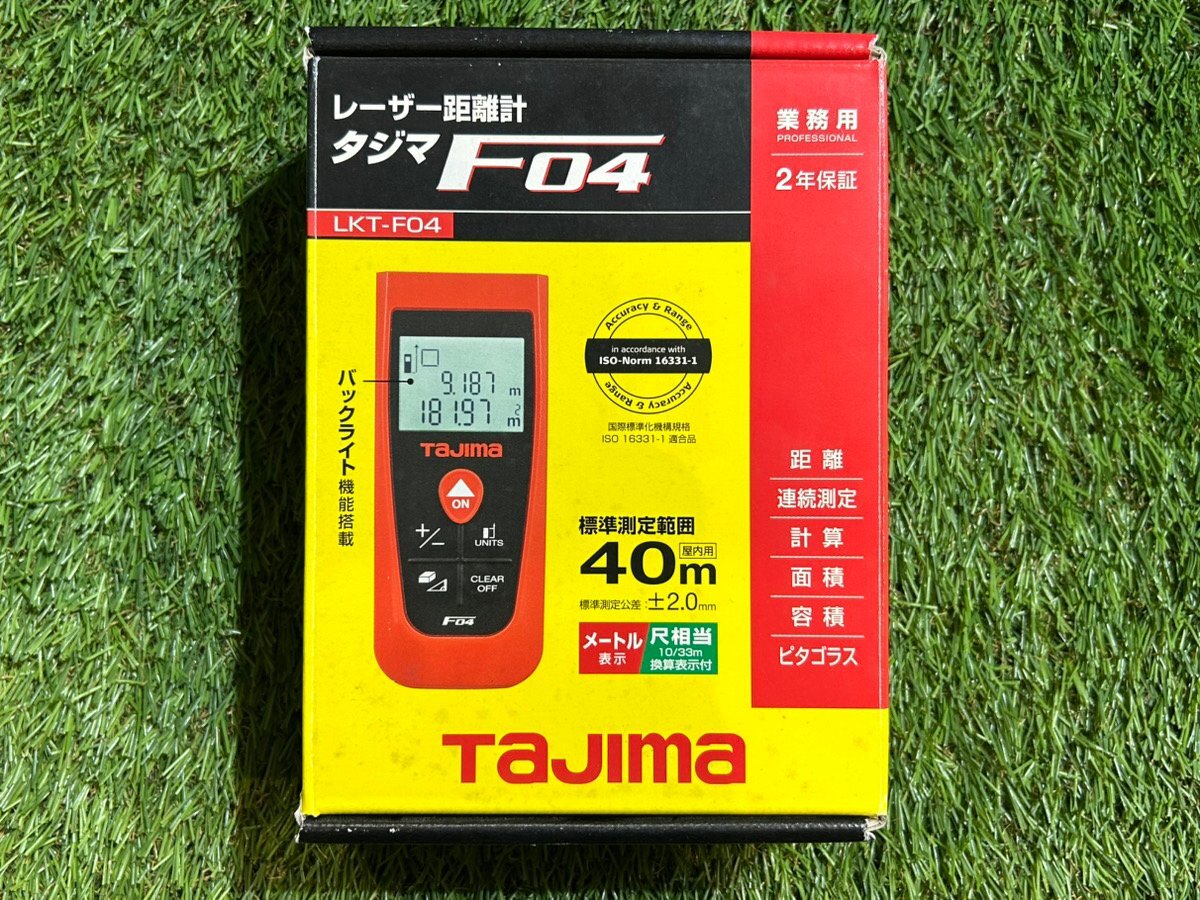 レーザー距離計
タジマ F04
LKT-F04
業務用
PROFESSIONAL
2年保証
バックライト機能搭載
9.187 m
181.97 m²
TAJIMA
ON
+/-
UNITS
CLEAR
OFF
F04
Accuracy & Range
in accordance with
ISO-Norm 16331-1
Accuracy & Range
国際標準化機構規格
ISO 16331-1 適合品
標準測定範囲
40m 屋内用
標準測定公差:±2.0mm
メートル
表示
尺相当
10/33m
換算表示付
距離
連続測定
計算
面積
容積
ピタゴラス
TAJIMA